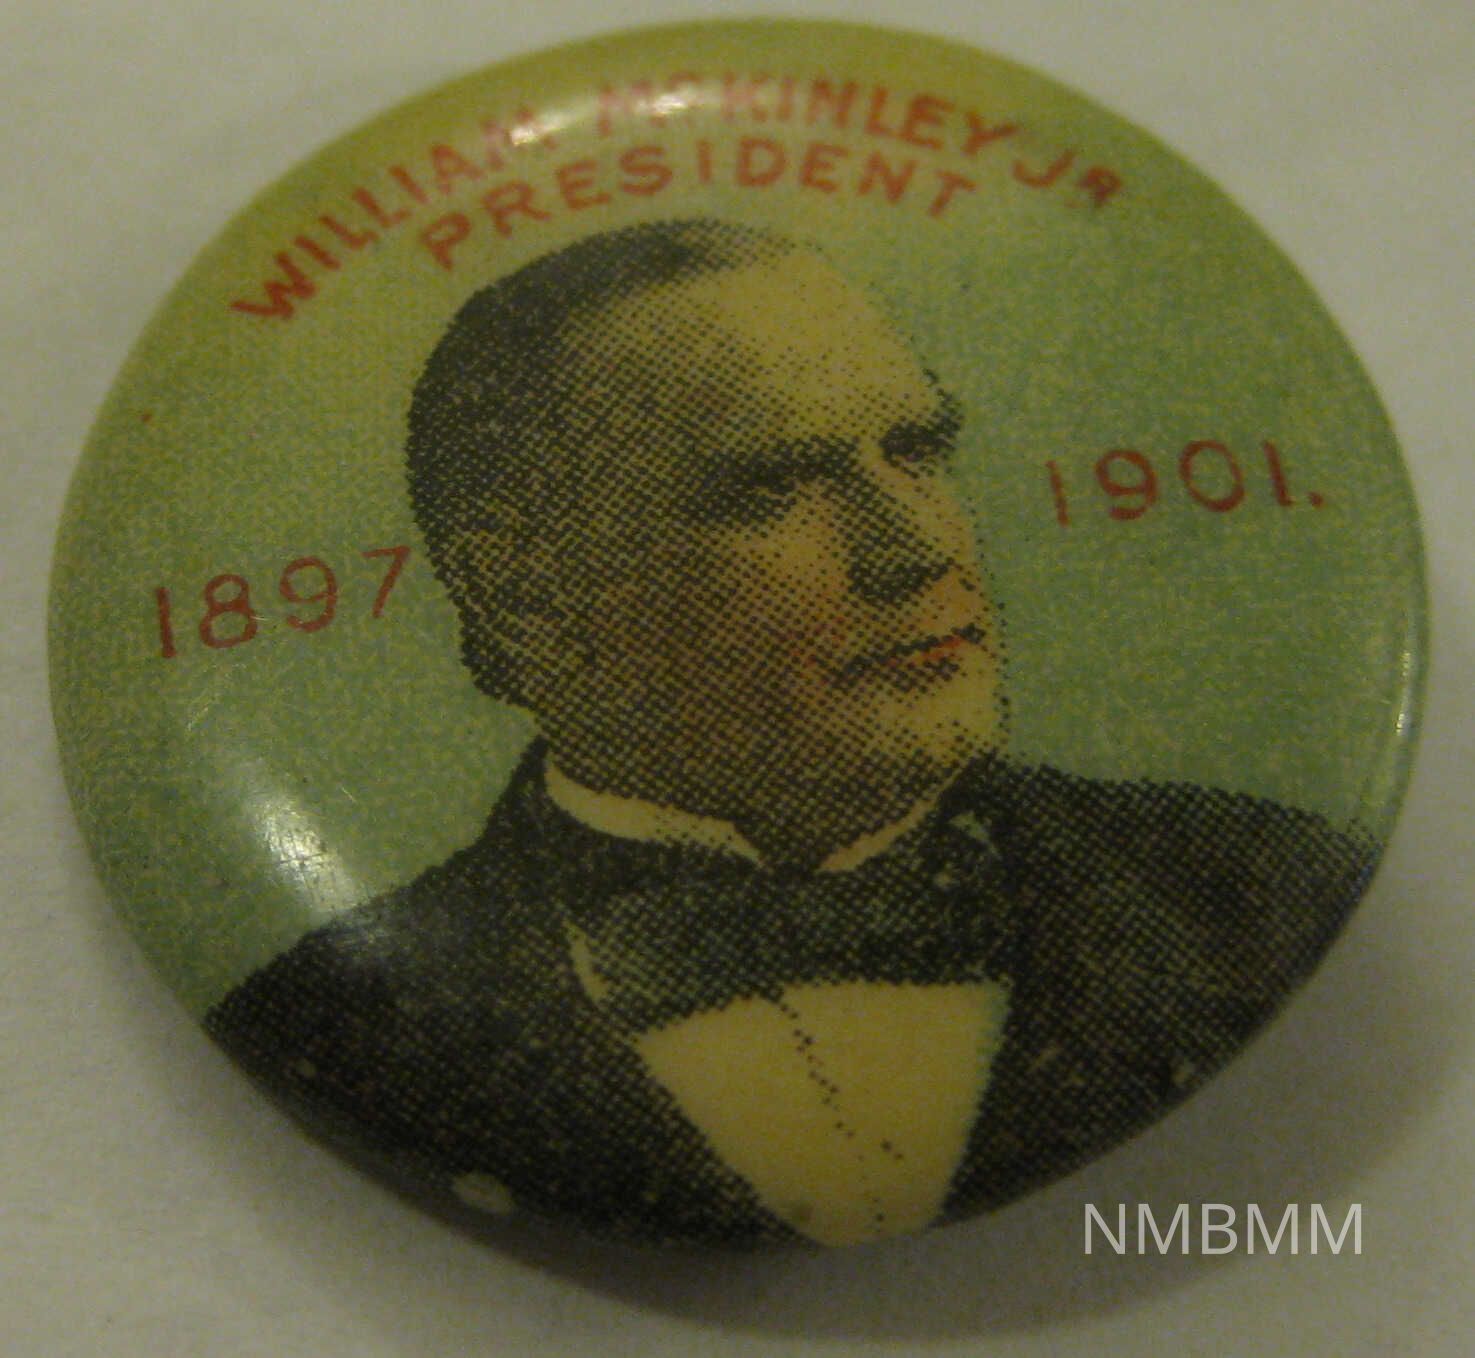 WILLIAM McKINLEY JR
PRESIDENT
1897
1901.
NMBMM